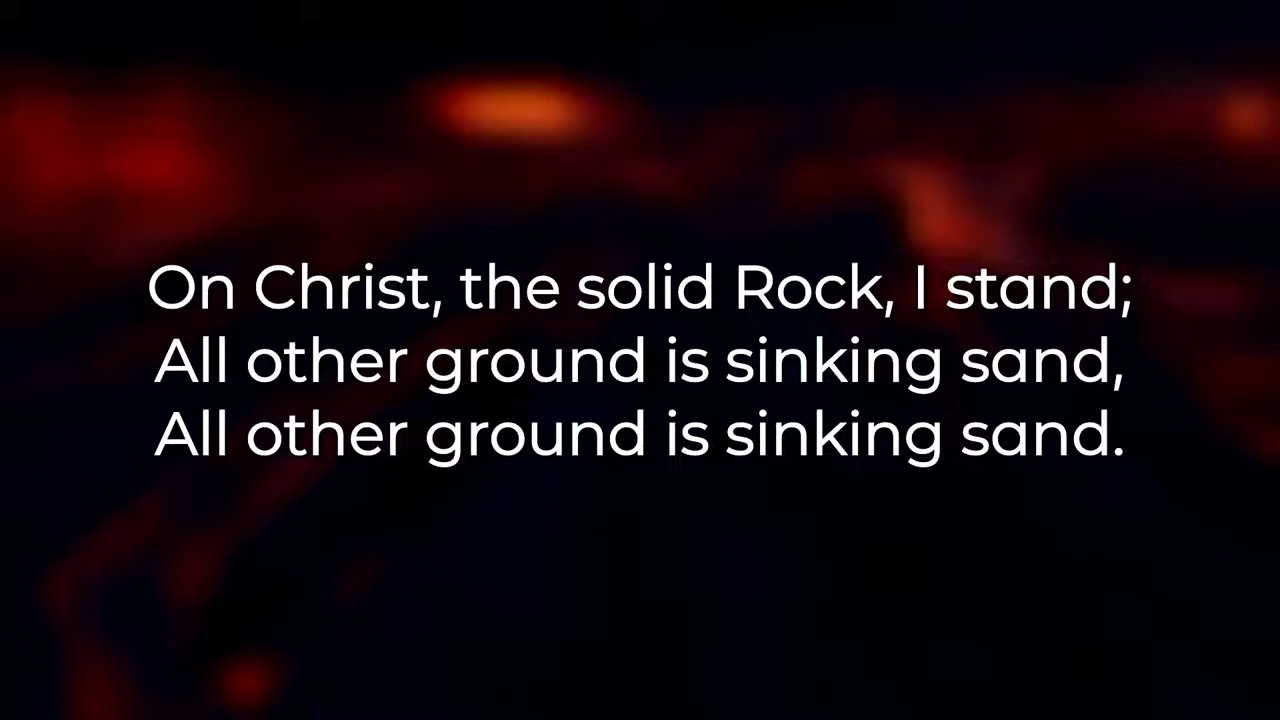 On Christ, the solid Rock, I stand;
All other ground is sinking sand,
All other ground is sinking sand.